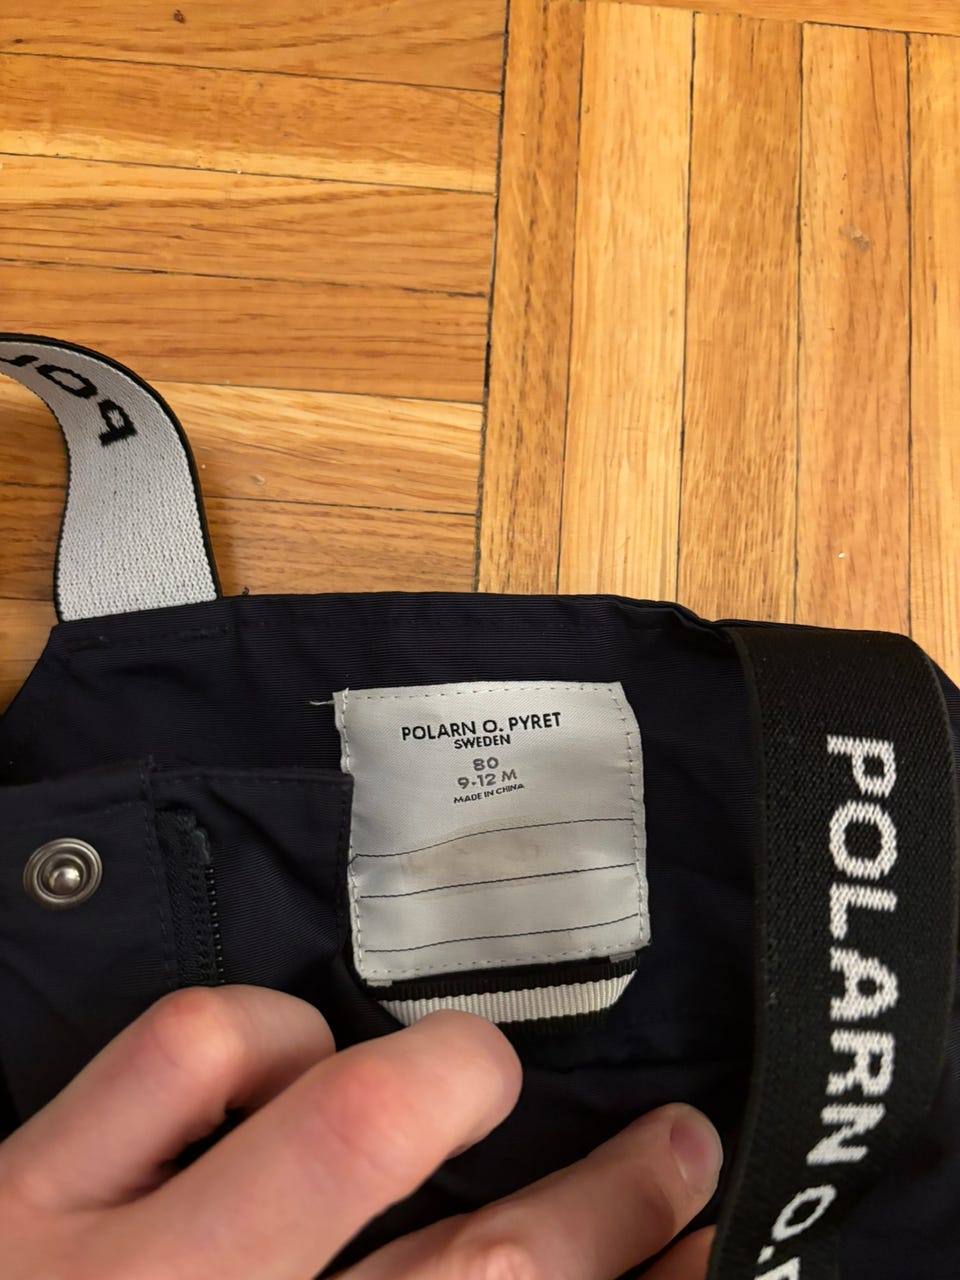 POLARN O. PYRET
SWEDEN
80
9-12 M
MADE IN CHINA
POLARN O.